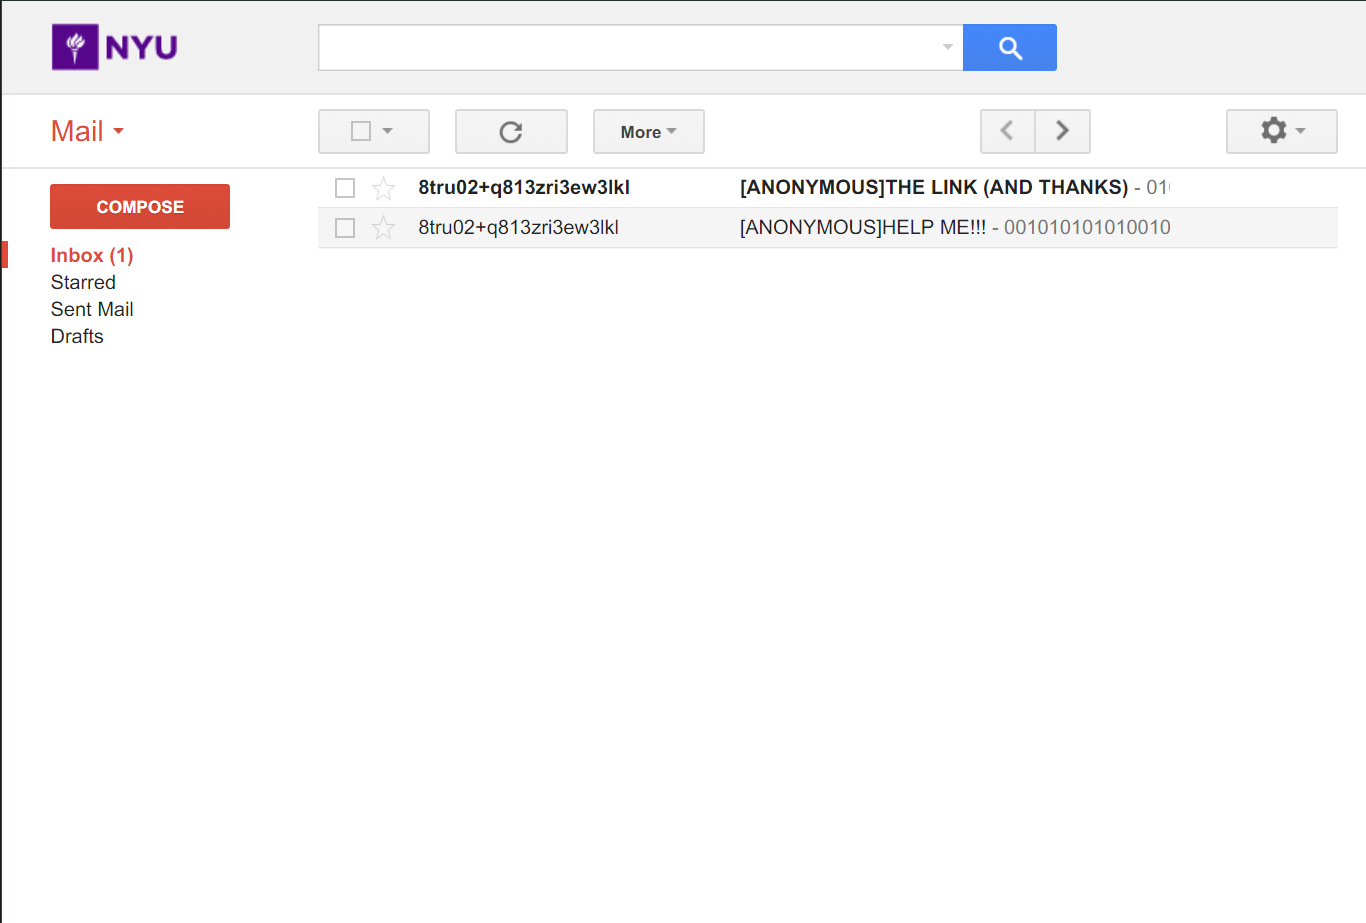 NYU
Mail
More
COMPOSE
8tru02+q813zri3ew3lkl [ANONYMOUS]THE LINK (AND THANKS) - 01
8tru02+q813zri3ew3lkl [ANONYMOUS]HELP ME!!! - 001010101010010
Inbox (1)
Starred
Sent Mail
Drafts